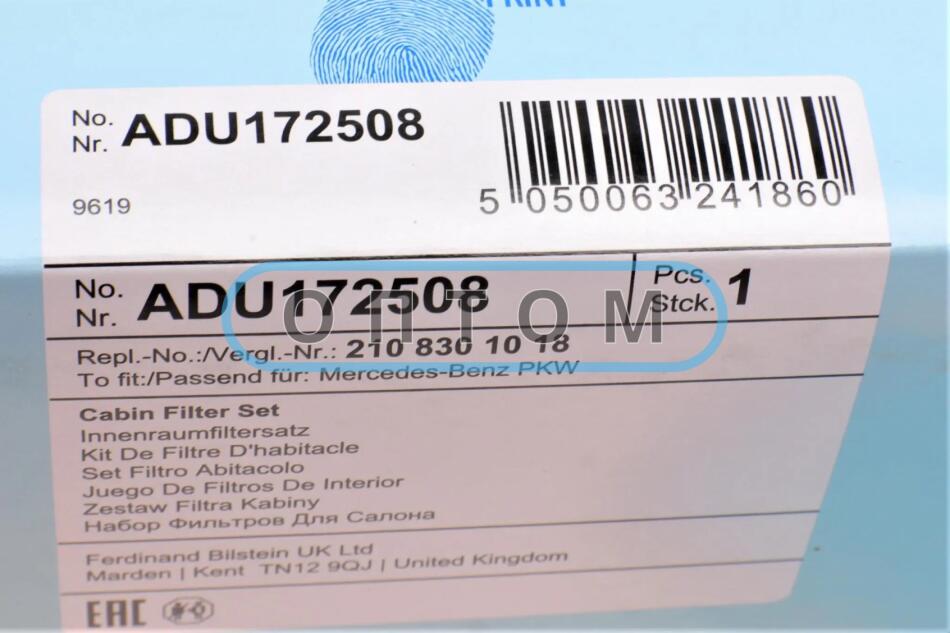 PRINT
No.
Nr. ADU172508
9619
5 050063 241860
No.
Nr. ADU172508
Pcs.
Stck. 1
ОПТОМ
Repl.-No.:/Vergl.-Nr.: 210 830 10 18
To fit:/Passend für: Mercedes-Benz PKW
Cabin Filter Set
Innenraumfiltersatz
Kit De Filtre D'habitacle
Set Filtro Abitacolo
Juego De Filtros De Interior
Zestaw Filtra Kabiny
Набор Фильтров Для Салона
Ferdinand Bilstein UK Ltd
Marden | Kent TN12 9QJ | United Kingdom
EAC